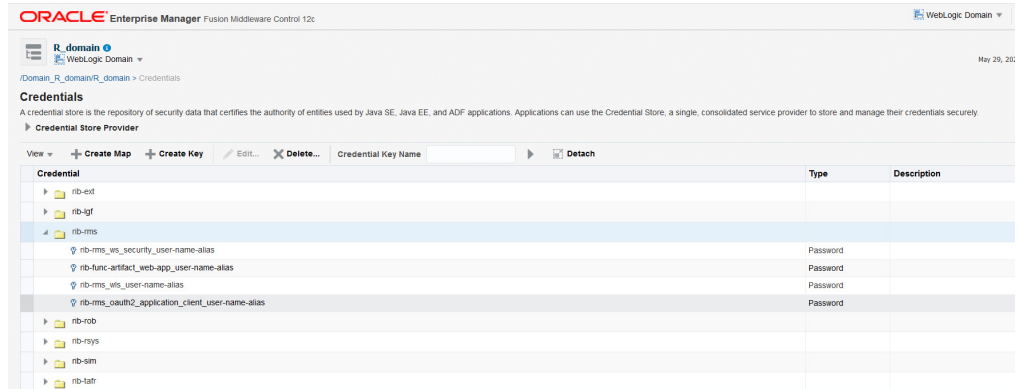 ORACLE Enterprise Manager Fusion Middleware Control 12c
WebLogic Domain
R_domain
WebLogic Domain
May 29, 202
/Domain_R_domain/R_domain > Credentials
Credentials
A credential store is the repository of security data that certifies the authority of entities used by Java SE, Java EE, and ADF applications. Applications can use the Credential Store, a single, consolidated service provider to store and manage their credentials securely.
Credential Store Provider
View Create Map Create Key Edit... Delete... Credential Key Name Detach
Credential Type Description
rib-ext
rib-lgf
rib-rms
rib-rms_ws_security_user-name-alias Password
rib-func-artifact_web-app_user-name-alias Password
rib-rms_wls_user-name-alias Password
rib-rms_oauth2_application_client_user-name-alias Password
rib-rob
rib-rsys
rib-sim
rib-tafr